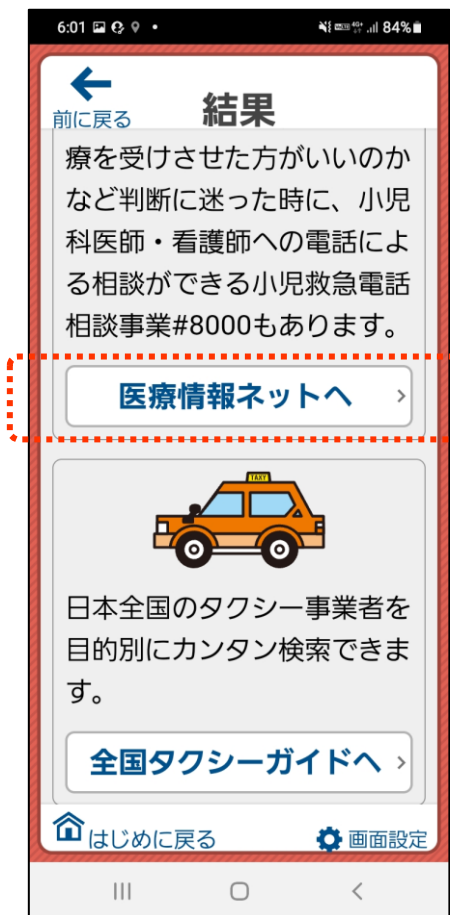 6:01
84%
前に戻る
結果
療を受けさせた方がいいのか
など判断に迷った時に、小児
科医師・看護師への電話によ
る相談ができる小児救急電話
相談事業#8000もあります。
医療情報ネットへ
TAXY
日本全国のタクシー事業者を
目的別にカンタン検索できま
す。
全国タクシーガイドへ
はじめに戻る
画面設定